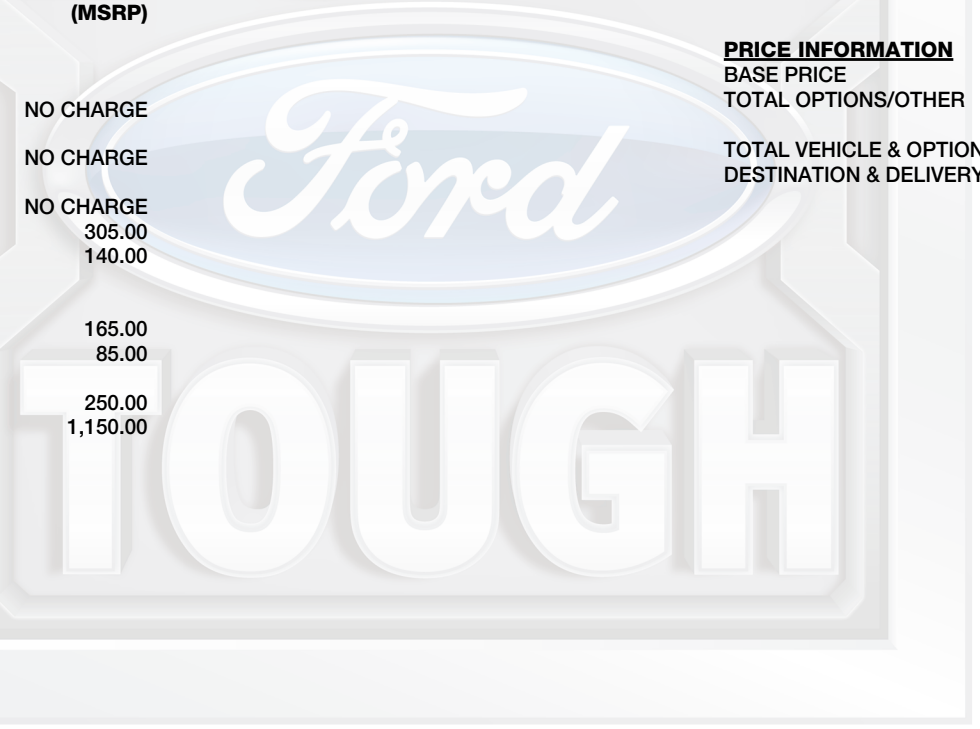 (MSRP)
NO CHARGE
NO CHARGE
NO CHARGE
305.00
140.00
165.00
85.00
250.00
1,150.00
PRICE INFORMATION
BASE PRICE
TOTAL OPTIONS/OTHER
TOTAL VEHICLE & OPTION
DESTINATION & DELIVERY
Ford
TOUGH